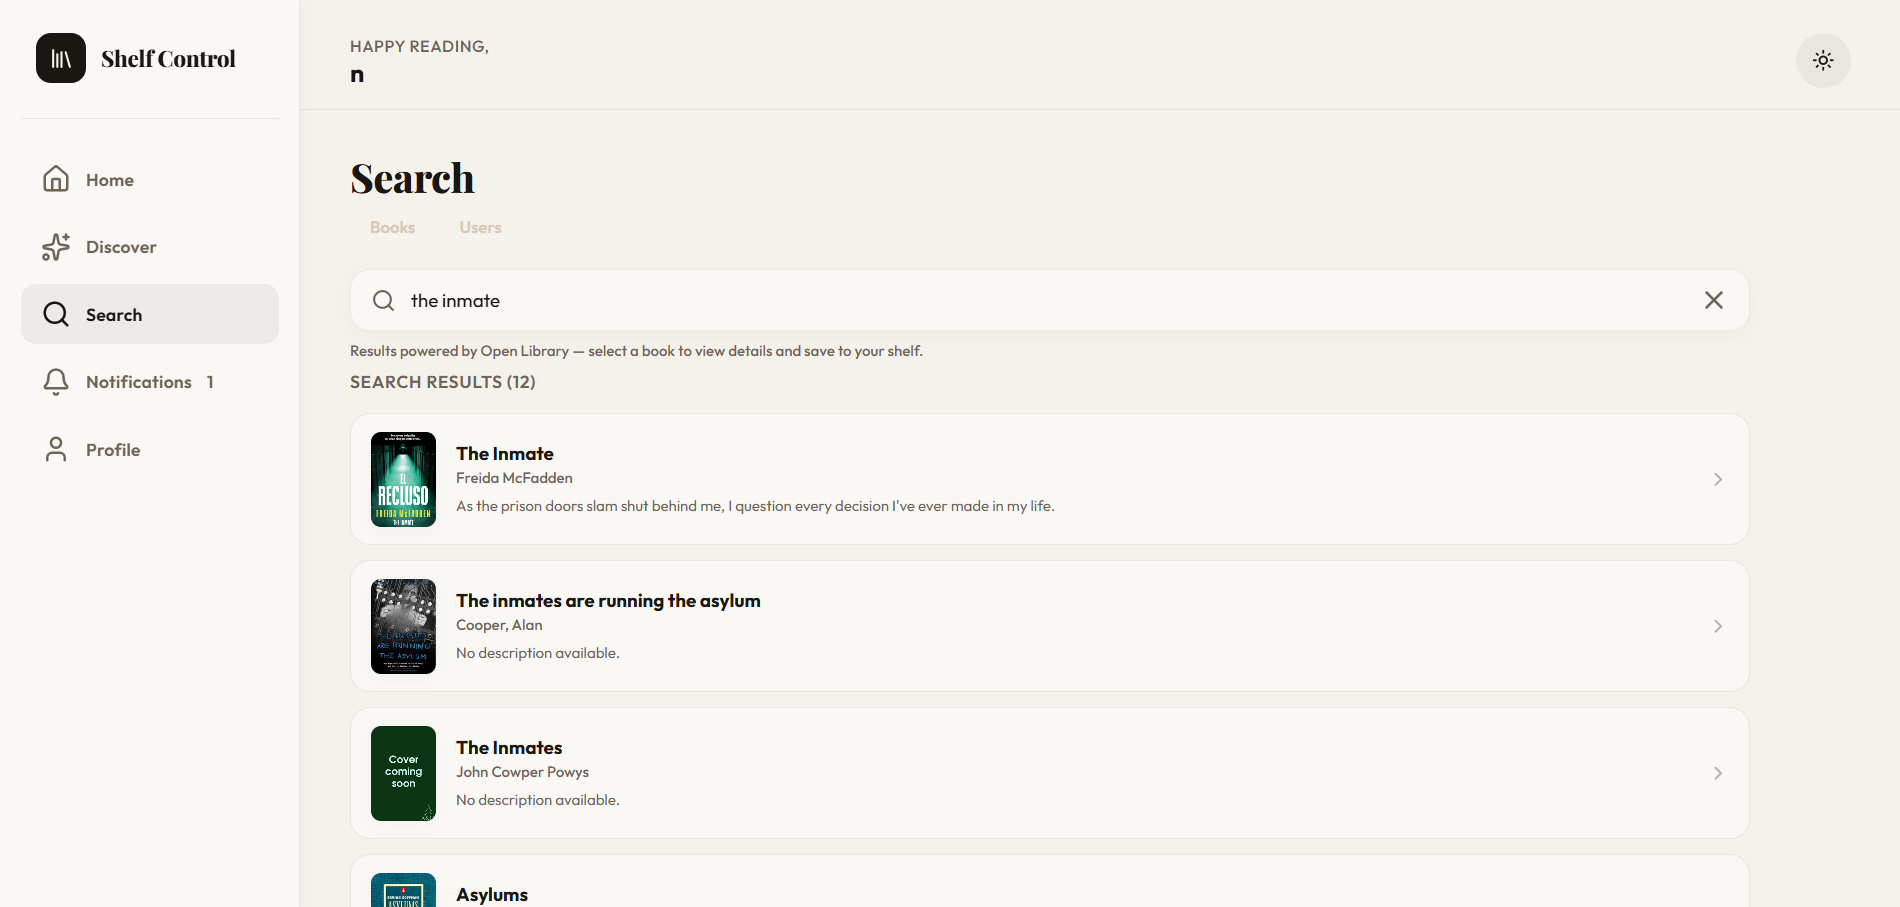 Shelf Control
HAPPY READING,
n
Home
Discover
Search
Notifications 1
Profile
Search
Books Users
the inmate
Results powered by Open Library — select a book to view details and save to your shelf.
SEARCH RESULTS (12)
EL
RECLUSO
FREIDA McFADDEN
THE INMATE
The Inmate
Freida McFadden
As the prison doors slam shut behind me, I question every decision I've ever made in my life.
THE INMATES
ARE RUNNING
THE ASYLUM
The inmates are running the asylum
Cooper, Alan
No description available.
Cover
coming
soon
The Inmates
John Cowper Powys
No description available.
ASYLUMS
Asylums